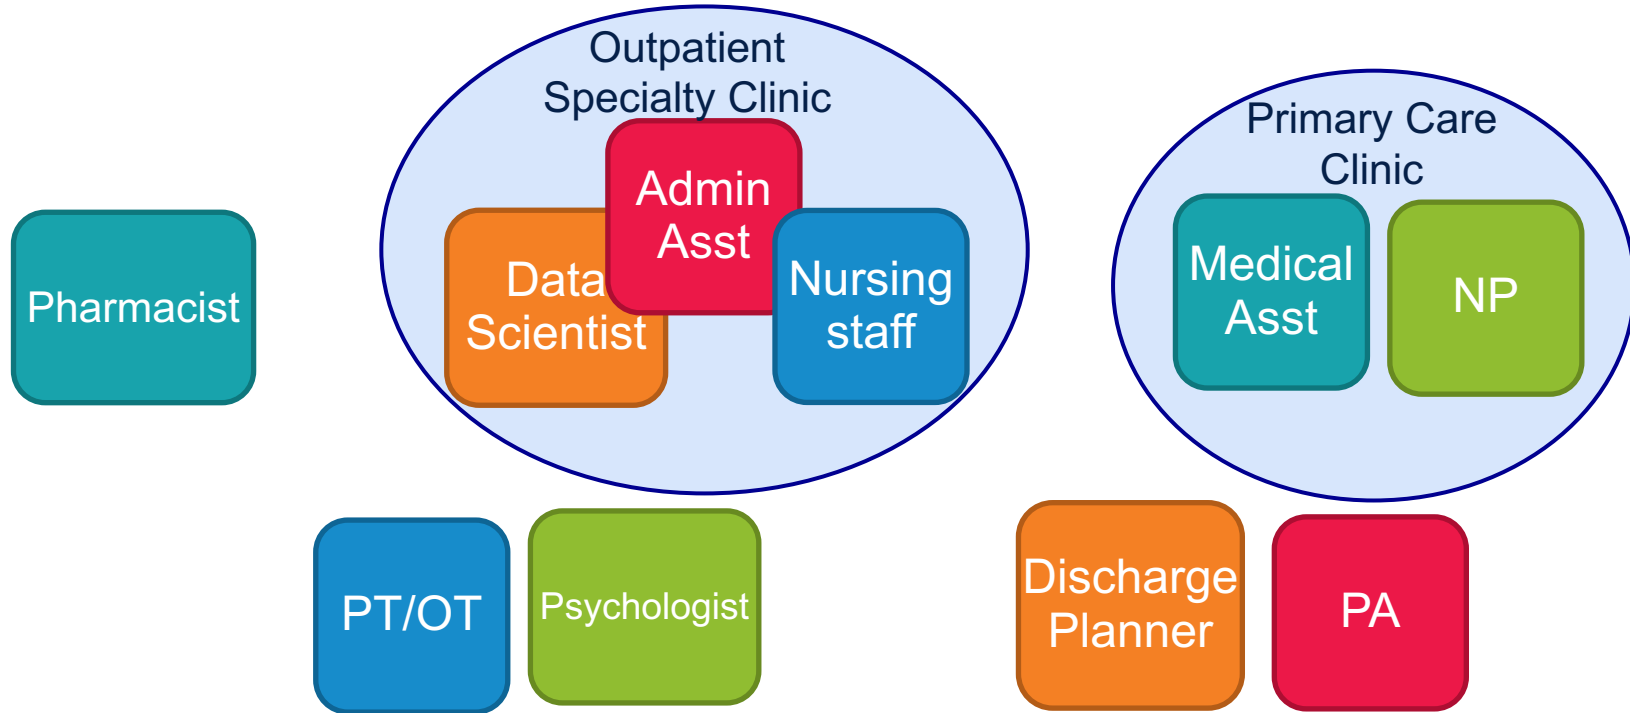 Outpatient
Specialty Clinic
Admin
Asst
Data
Scientist
Nursing
staff
Primary Care
Clinic
Medical
Asst
NP
Pharmacist
PT/OT
Psychologist
Discharge
Planner
PA